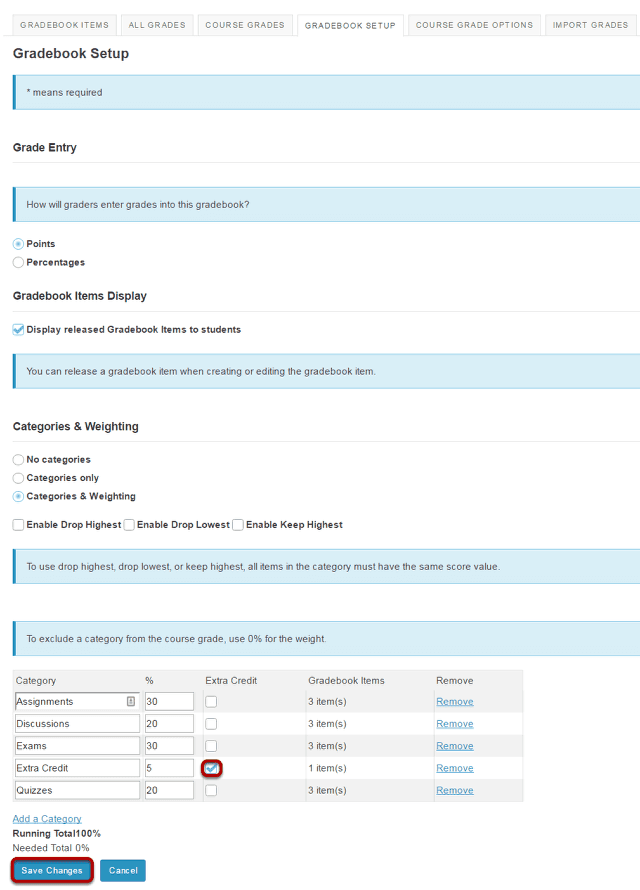 GRADEBOOK ITEMS ALL GRADES COURSE GRADES GRADEBOOK SETUP COURSE GRADE OPTIONS IMPORT GRADES
Gradebook Setup
* means required
Grade Entry
How will graders enter grades into this gradebook?
Points
Percentages
Gradebook Items Display
Display released Gradebook Items to students
You can release a gradebook item when creating or editing the gradebook item.
Categories & Weighting
No categories
Categories only
Categories & Weighting
Enable Drop Highest Enable Drop Lowest Enable Keep Highest
To use drop highest, drop lowest, or keep highest, all items in the category must have the same score value.
To exclude a category from the course grade, use 0% for the weight.
Category % Extra Credit Gradebook Items Remove
Assignments 30 3 item(s) Remove
Discussions 20 3 item(s) Remove
Exams 30 3 item(s) Remove
Extra Credit 5 1 item(s) Remove
Quizzes 20 3 item(s) Remove
Add a Category
Running Total100%
Needed Total 0%
Save Changes Cancel